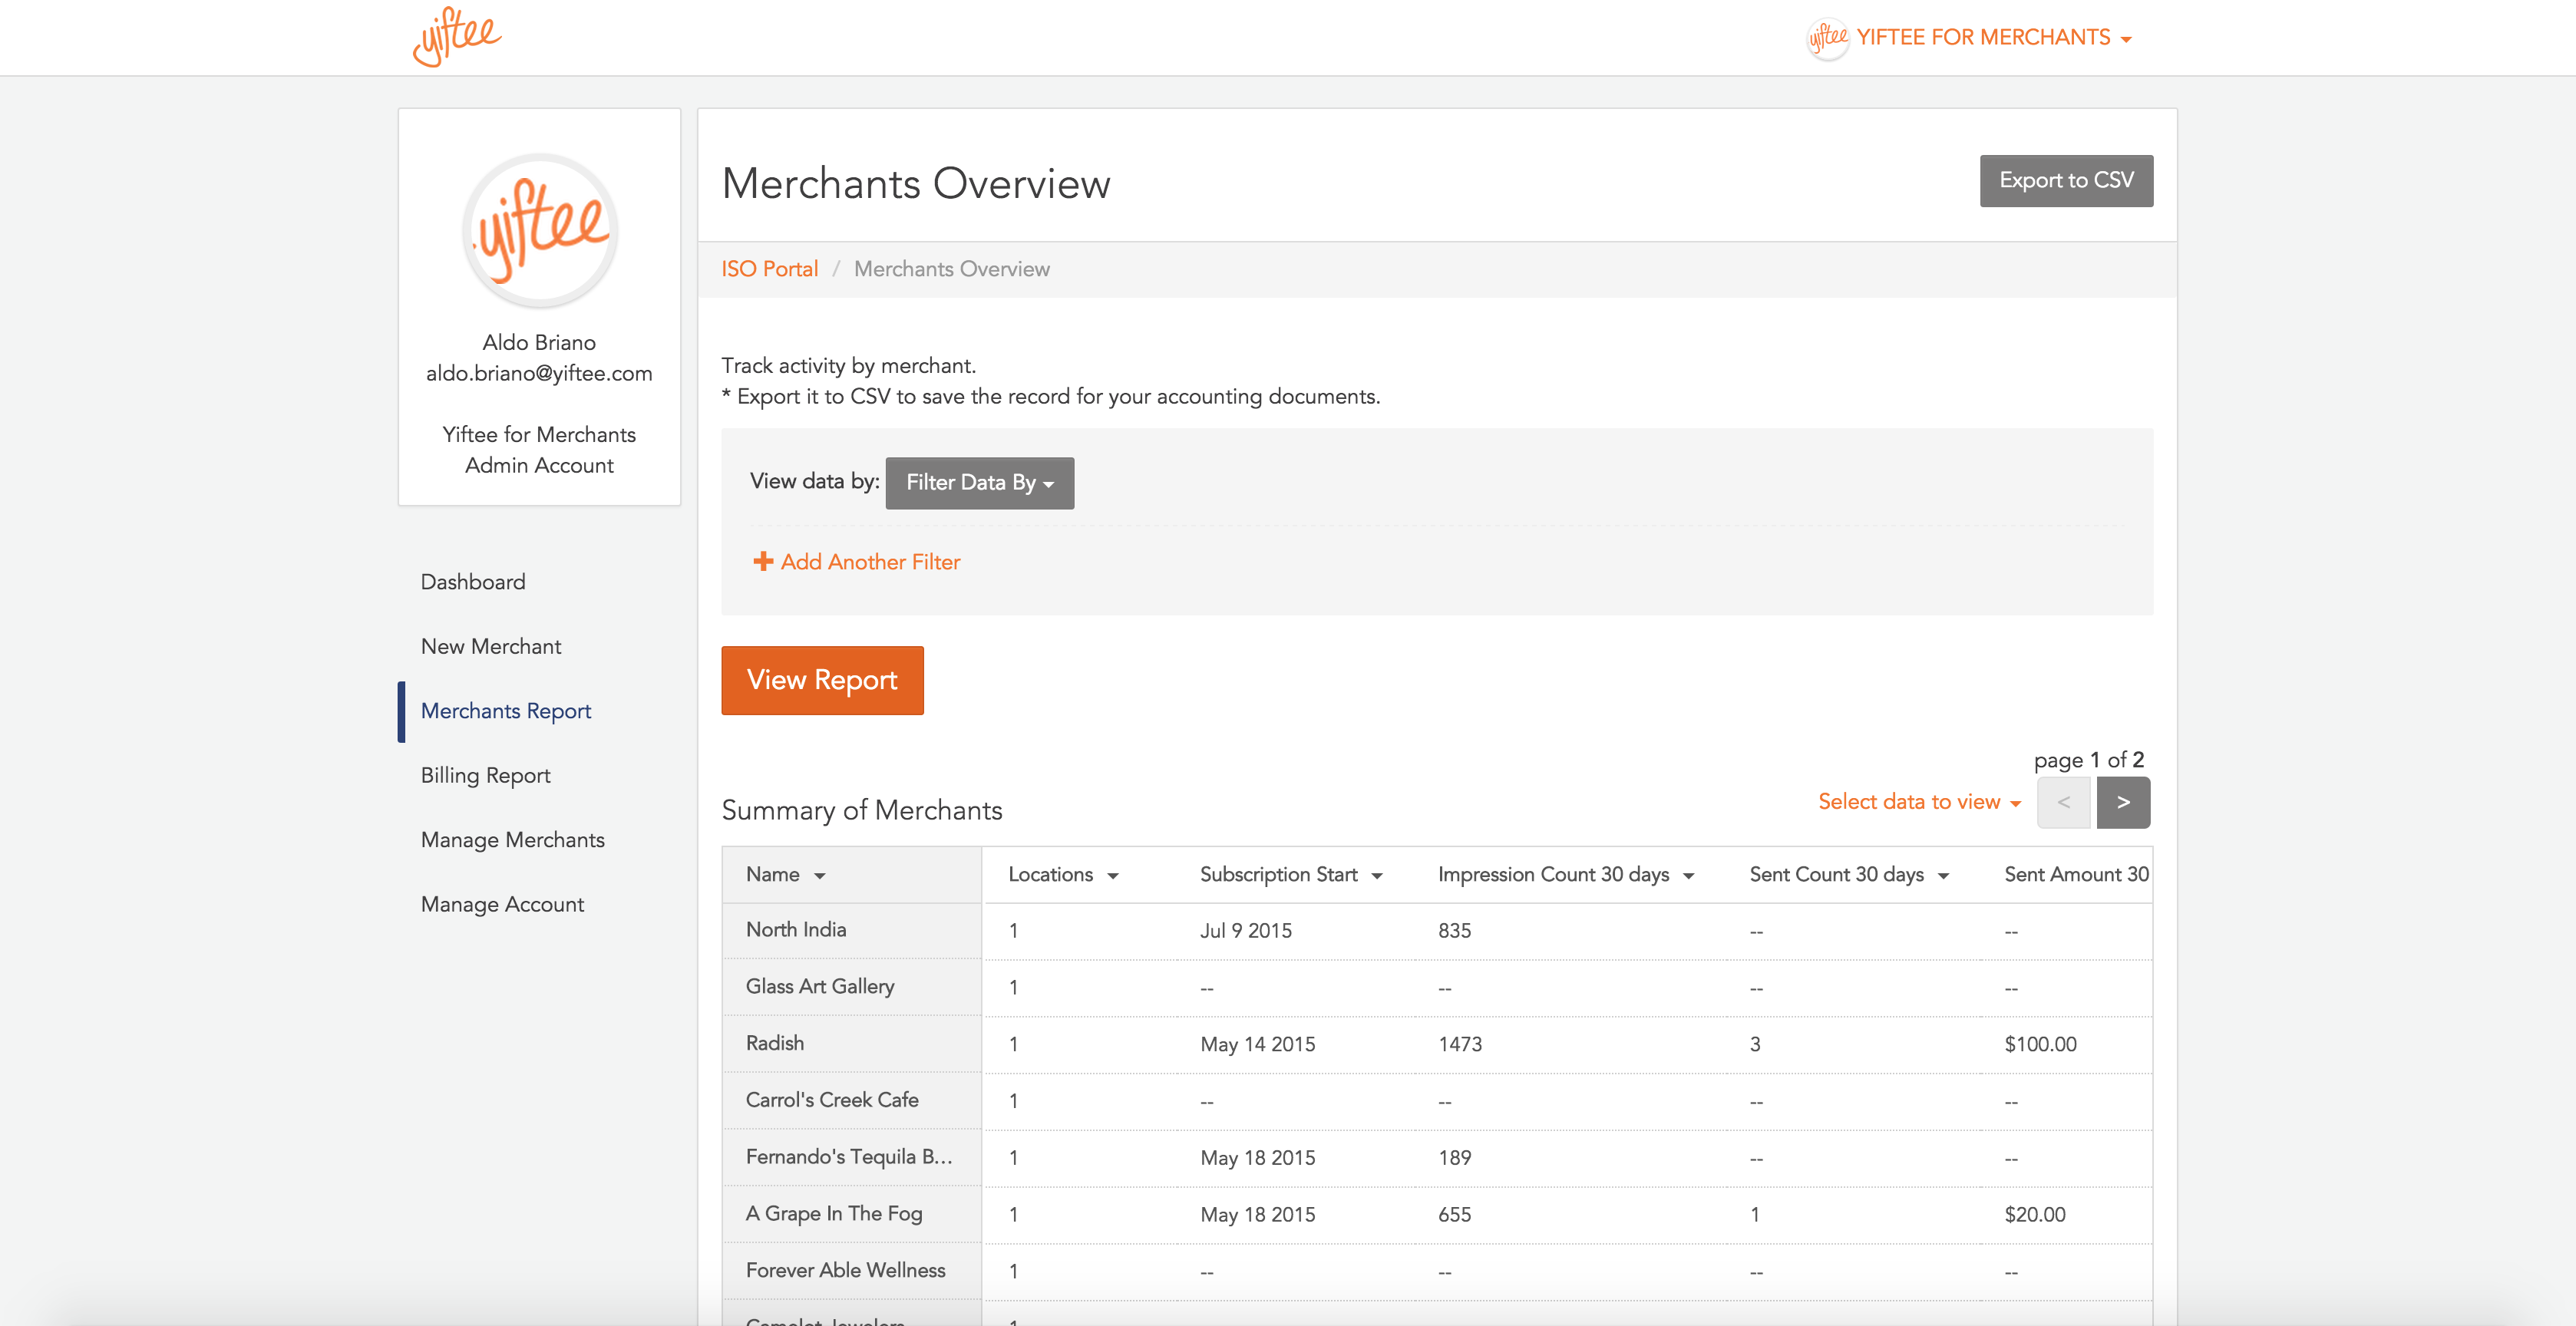 yiftee
yiftee YIFTEE FOR MERCHANTS
yiftee
Aldo Briano
aldo.briano@yiftee.com
Yiftee for Merchants
Admin Account
Dashboard
New Merchant
Merchants Report
Billing Report
Manage Merchants
Manage Account
Merchants Overview
Export to CSV
ISO Portal / Merchants Overview
Track activity by merchant.
* Export it to CSV to save the record for your accounting documents.
View data by: Filter Data By
+ Add Another Filter
View Report
page 1 of 2
Summary of Merchants Select data to view < >
Name Locations Subscription Start Impression Count 30 days Sent Count 30 days Sent Amount 30
North India 1 Jul 9 2015 835 -- --
Glass Art Gallery 1 -- -- -- --
Radish 1 May 14 2015 1473 3 $100.00
Carrol's Creek Cafe 1 -- -- -- --
Fernando's Tequila B... 1 May 18 2015 189 -- --
A Grape In The Fog 1 May 18 2015 655 1 $20.00
Forever Able Wellness 1 -- -- -- --